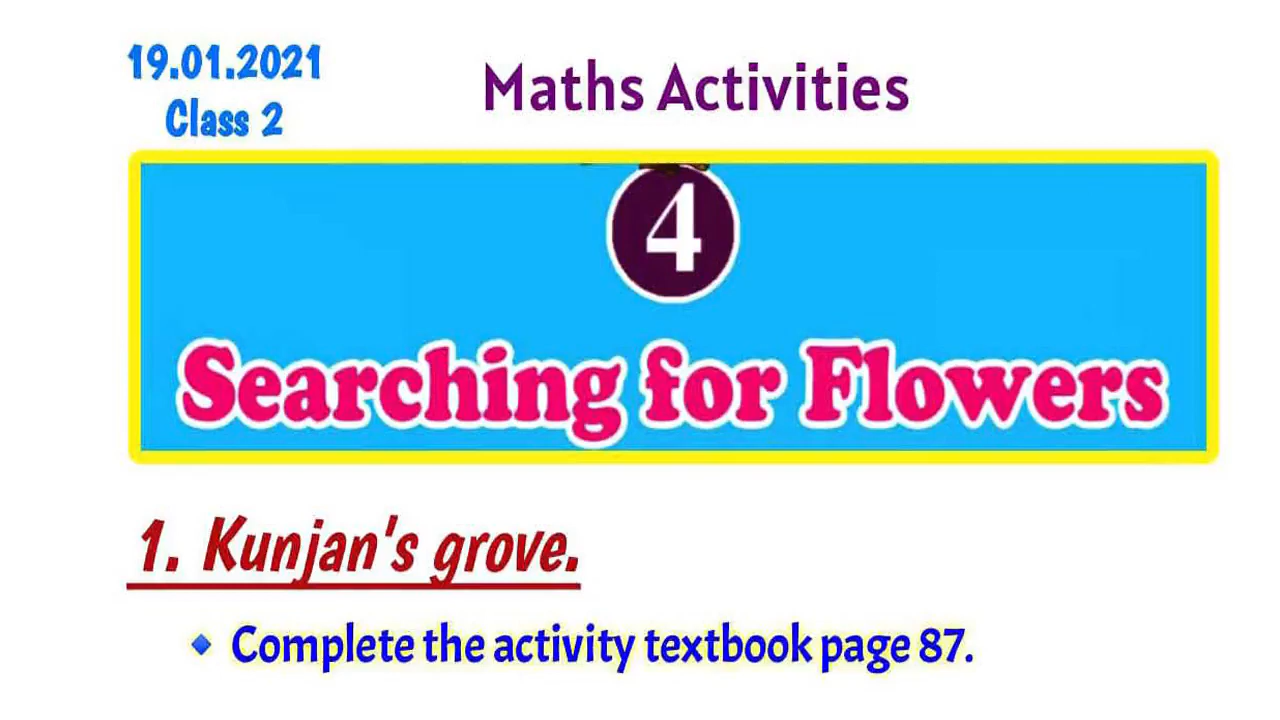 19.01.2021
Class 2
Maths Activities
4
Searching for Flowers
1. Kunjan's grove.
Complete the activity textbook page 87.